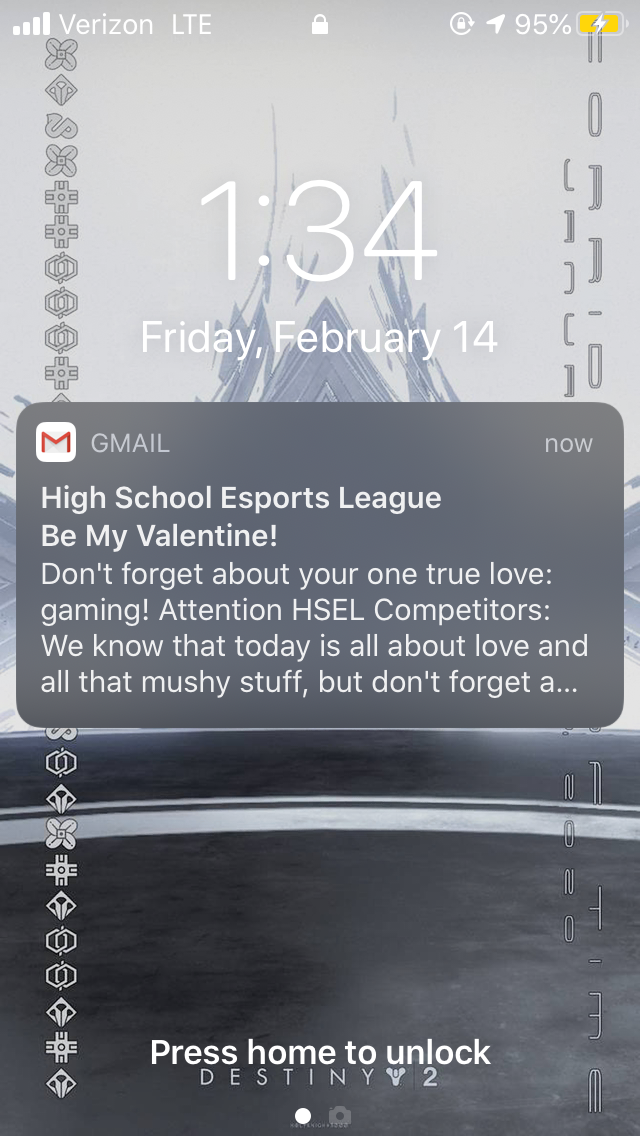 Verizon LTE 95%
1:34
Friday, February 14
GMAIL now
High School Esports League
Be My Valentine!
Don't forget about your one true love:
gaming! Attention HSEL Competitors:
We know that today is all about love and
all that mushy stuff, but don't forget a...
Press home to unlock
DESTINY 2